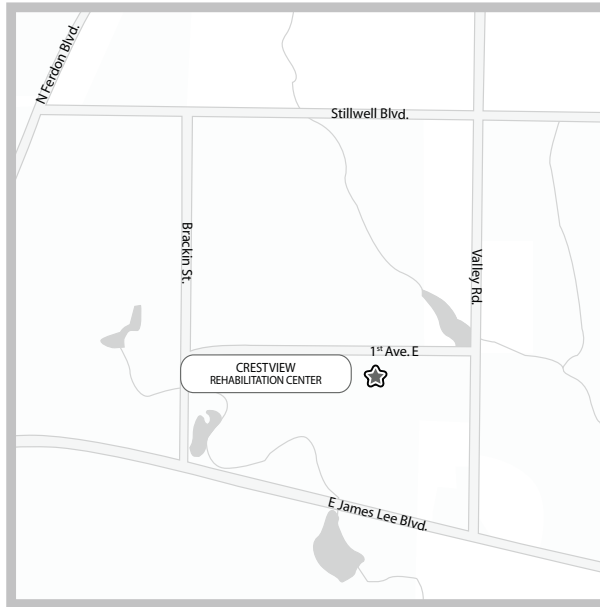 N Ferdon Blvd.
Stillwell Blvd.
Brackin St.
Valley Rd.
1st Ave. E
CRESTVIEW
REHABILITATION CENTER
E James Lee Blvd.